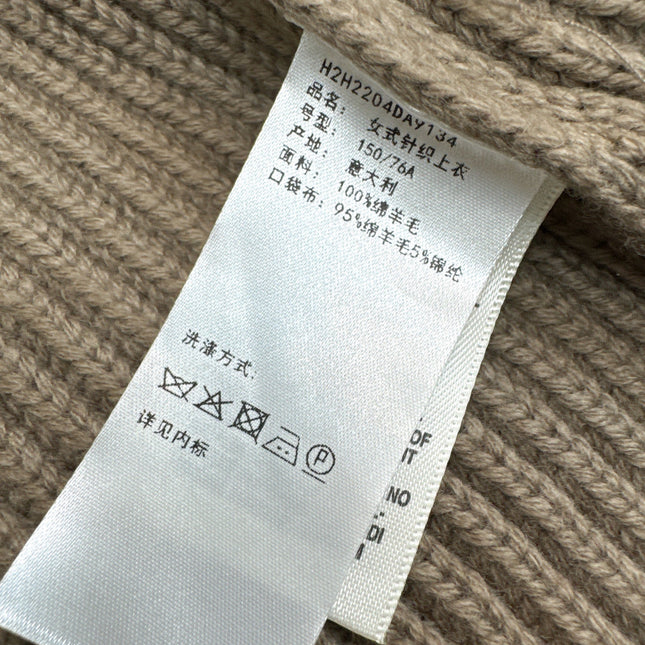 H2H2204DAY134
品名: 女式针织上衣
号型: 150/76A
产地: 意大利
面料: 100%绵羊毛
口袋布: 95%绵羊毛5%锦纶
洗涤方式:
P
详见内标
OF
NO
DI